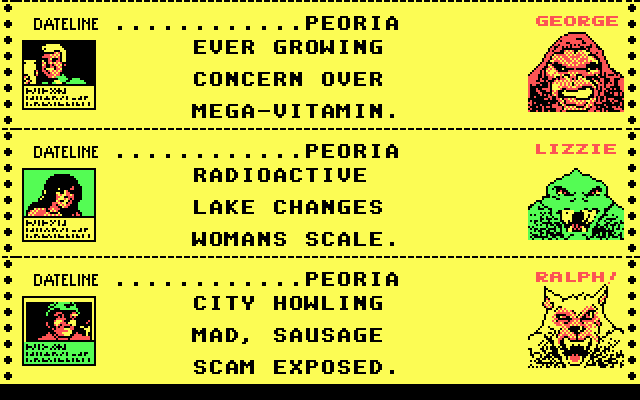 DATELINE ............PEORIA GEORGE
EVER GROWING
CONCERN OVER
MEGA-VITAMIN.
DATELINE ............PEORIA LIZZIE
RADIOACTIVE
LAKE CHANGES
WOMANS SCALE.
DATELINE ............PEORIA RALPH!
CITY HOWLING
MAD, SAUSAGE
SCAM EXPOSED.